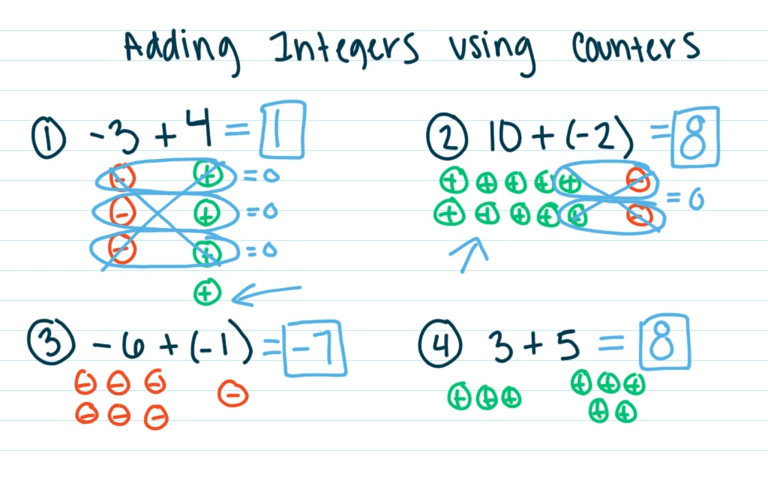 Adding Integers using Counters
① -3 + 4 = 1
⊖ ⊕ = 0
⊖ ⊕ = 0
⊖ ⊕ = 0
⊕
② 10 + (-2) = 8
⊕ ⊕ ⊕ ⊕ ⊕ ⊖
⊕ ⊕ ⊕ ⊕ ⊕ ⊖ = 0
③ -6 + (-1) = -7
⊖ ⊖ ⊖ ⊖
⊖ ⊖ ⊖
④ 3 + 5 = 8
⊕ ⊕ ⊕ ⊕ ⊕ ⊕
⊕ ⊕